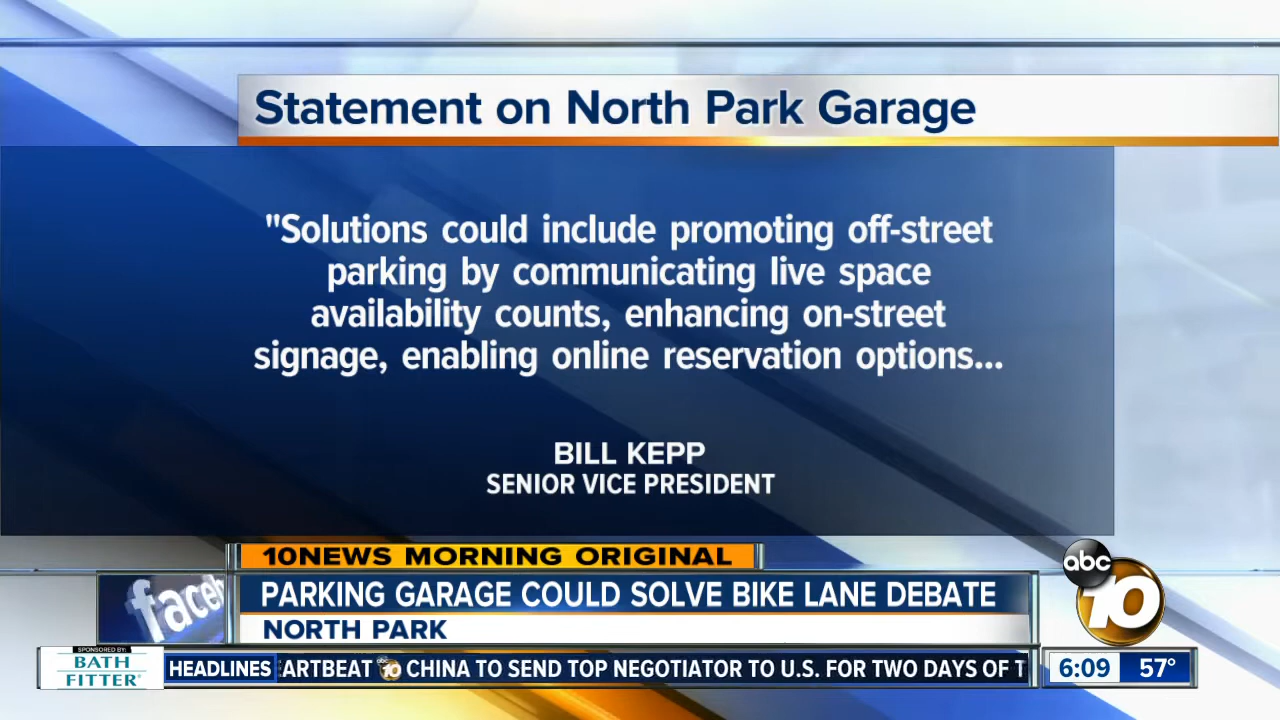 Statement on North Park Garage
"Solutions could include promoting off-street
parking by communicating live space
availability counts, enhancing on-street
signage, enabling online reservation options...
BILL KEPP
SENIOR VICE PRESIDENT
10NEWS MORNING ORIGINAL
PARKING GARAGE COULD SOLVE BIKE LANE DEBATE
NORTH PARK
faceb
abc
10
SPONSORED BY:
BATH
FITTER®
HEADLINES
EARTBEAT 10 CHINA TO SEND TOP NEGOTIATOR TO U.S. FOR TWO DAYS OF T
6:09 57°